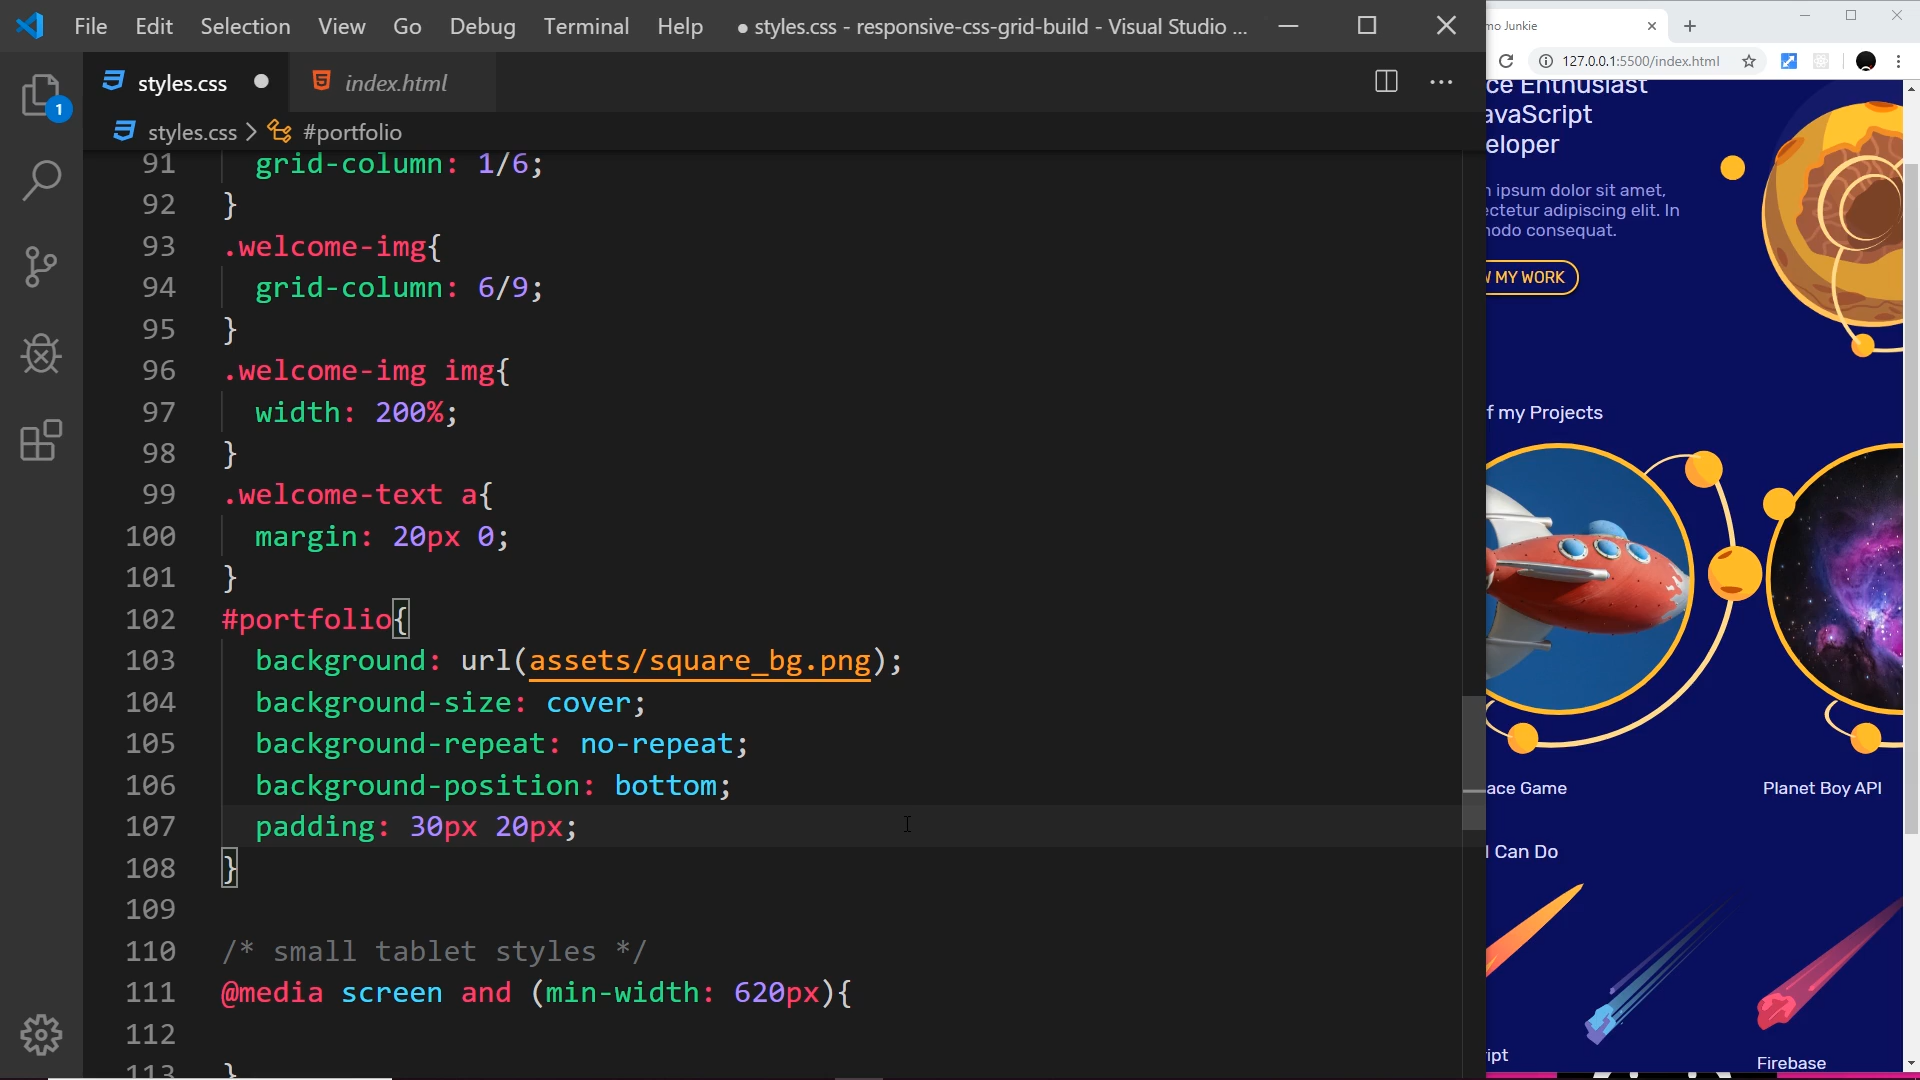 File Edit Selection View Go Debug Terminal Help ● styles.css - responsive-css-grid-build - Visual Studio ...
styles.css ● index.html
styles.css > #portfolio
1
91 grid-column: 1/6;
92 }
93 .welcome-img{
94 grid-column: 6/9;
95 }
96 .welcome-img img{
97 width: 200%;
98 }
99 .welcome-text a{
100 margin: 20px 0;
101 }
102 #portfolio{
103 background: url(assets/square_bg.png);
104 background-size: cover;
105 background-repeat: no-repeat;
106 background-position: bottom;
107 padding: 30px 20px;
108 }
109
110 /* small tablet styles */
111 @media screen and (min-width: 620px){
112
113 }
mo Junkie
127.0.0.1:5500/index.html
ce Enthusiast
avaScript
eloper
ipsum dolor sit amet,
ectetur adipiscing elit. In
nodo consequat.
W MY WORK
f my Projects
ace Game
Planet Boy API
I Can Do
ipt
Firebase